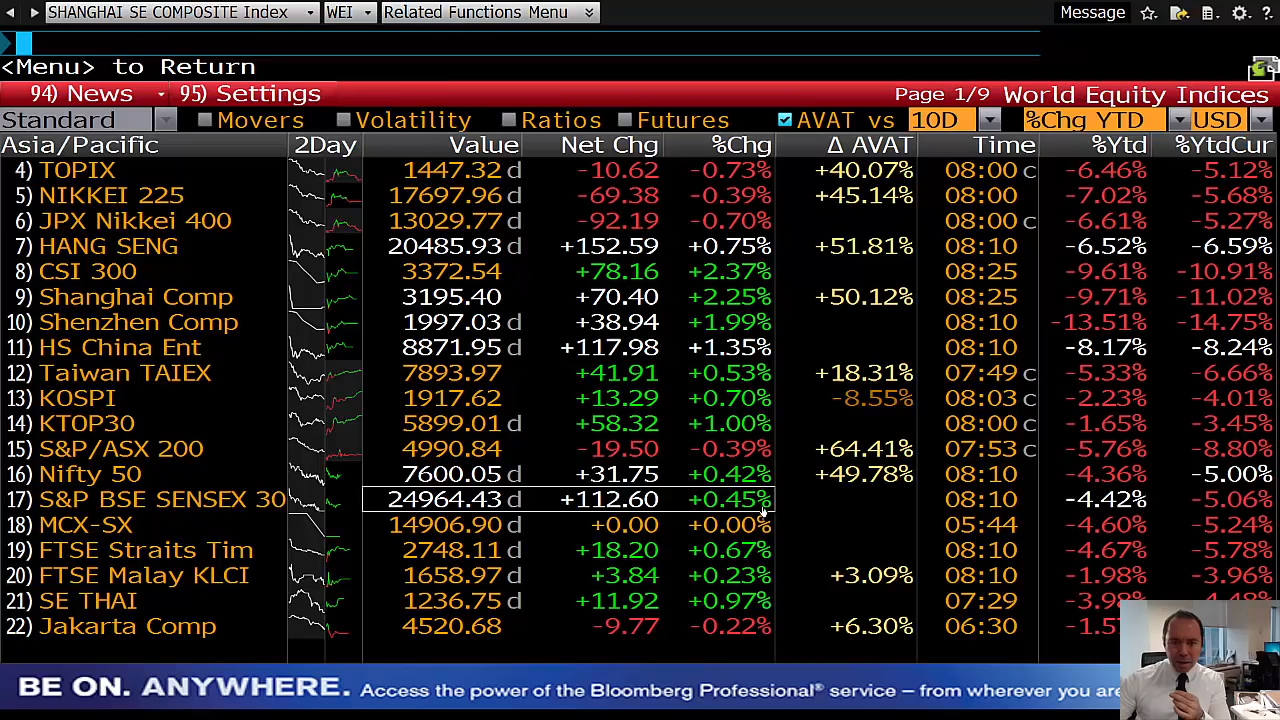 SHANGHAI SE COMPOSITE Index WEI Related Functions Menu Message ?
<Menu> to Return
94) News 95) Settings Page 1/9 World Equity Indices
Standard Movers Volatility Ratios Futures AVAT vs 10D %Chg YTD USD
Asia/Pacific 2Day Value Net Chg %Chg Δ AVAT Time %Ytd %YtdCur
4) TOPIX 1447.32 d -10.62 -0.73% +40.07% 08:00 c -6.46% -5.12%
5) NIKKEI 225 17697.96 d -69.38 -0.39% +45.14% 08:00 -7.02% -5.68%
6) JPX Nikkei 400 13029.77 d -92.19 -0.70% 08:00 c -6.61% -5.27%
7) HANG SENG 20485.93 d +152.59 +0.75% +51.81% 08:10 -6.52% -6.59%
8) CSI 300 3372.54 +78.16 +2.37% 08:25 -9.61% -10.91%
9) Shanghai Comp 3195.40 +70.40 +2.25% +50.12% 08:25 -9.71% -11.02%
10) Shenzhen Comp 1997.03 d +38.94 +1.99% 08:10 -13.51% -14.75%
11) HS China Ent 8871.95 d +117.98 +1.35% 08:10 -8.17% -8.24%
12) Taiwan TAIEX 7893.97 +41.91 +0.53% +18.31% 07:49 c -5.33% -6.66%
13) KOSPI 1917.62 +13.29 +0.70% -8.55% 08:03 c -2.23% -4.01%
14) KTOP30 5899.01 d +58.32 +1.00% 08:00 c -1.65% -3.45%
15) S&P/ASX 200 4990.84 -19.50 -0.39% +64.41% 07:53 c -5.76% -8.80%
16) Nifty 50 7600.05 d +31.75 +0.42% +49.78% 08:10 -4.36% -5.00%
17) S&P BSE SENSEX 30 24964.43 d +112.60 +0.45% 08:10 -4.42% -5.06%
18) MCX-SX 14906.90 d +0.00 +0.00% 05:44 -4.60% -5.24%
19) FTSE Straits Tim 2748.11 d +18.20 +0.67% 08:10 -4.67% -5.78%
20) FTSE Malay KLCI 1658.97 d +3.84 +0.23% +3.09% 08:10 -1.98% -3.96%
21) SE THAI 1236.75 d +11.92 +0.97% 07:29
22) Jakarta Comp 4520.68 -9.77 -0.22% +6.30% 06:30
BE ON. ANYWHERE. Access the power of the Bloomberg Professional® service – from wherever you are